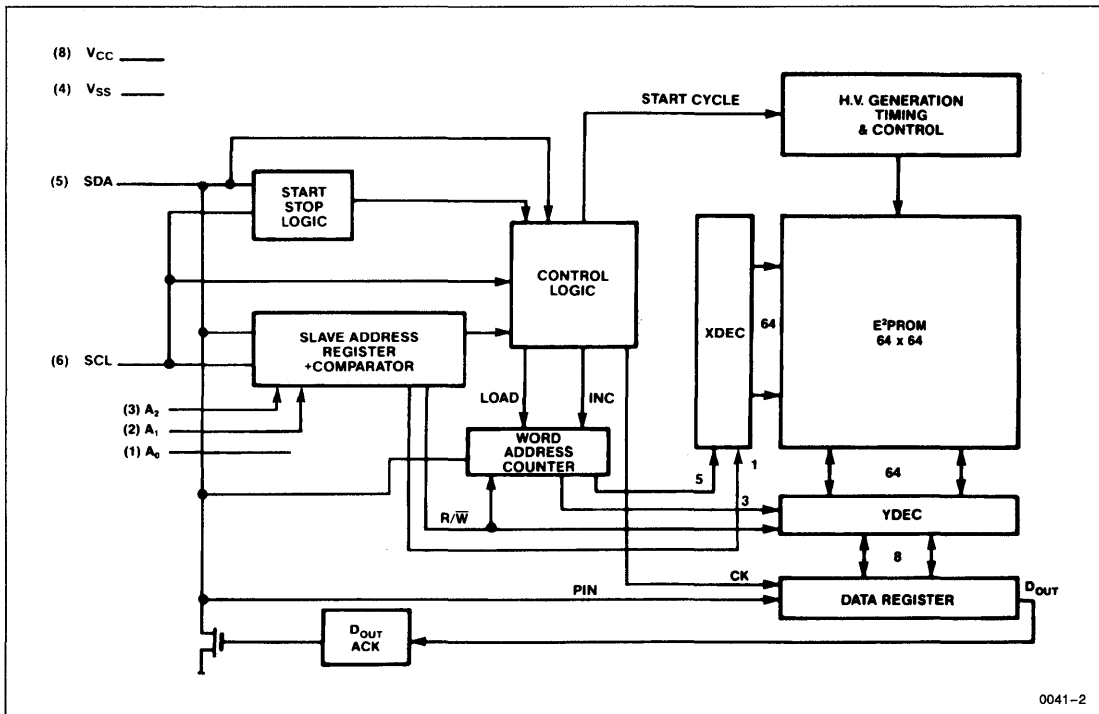 (8) VCC
(4) VSS
START CYCLE
H.V. GENERATION
TIMING
& CONTROL
(5) SDA
START
STOP
LOGIC
CONTROL
LOGIC
XDEC
64
E²PROM
64 x 64
SLAVE ADDRESS
REGISTER
+COMPARATOR
(6) SCL
(3) A₂
(2) A₁
(1) A₀
LOAD
INC
WORD
ADDRESS
COUNTER
5
1
64
3
R/W̅
YDEC
8
CK
PIN
DATA REGISTER
DOUT
DOUT
ACK
0041-2